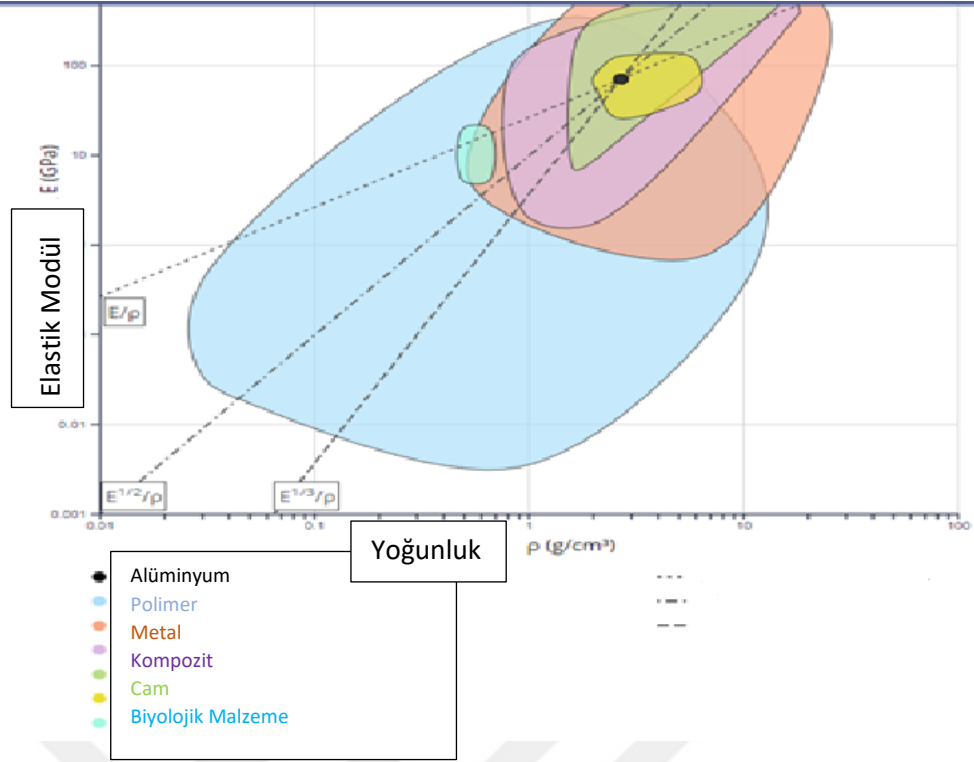 100
10
E (GPa)
Elastik Modül
E/ρ
0.01
E¹/²/ρ
E¹/³/ρ
0.001
0.01
0.1
1
10
100
Yoğunluk
ρ (g/cm³)
Alüminyum
Polimer
Metal
Kompozit
Cam
Biyolojik Malzeme